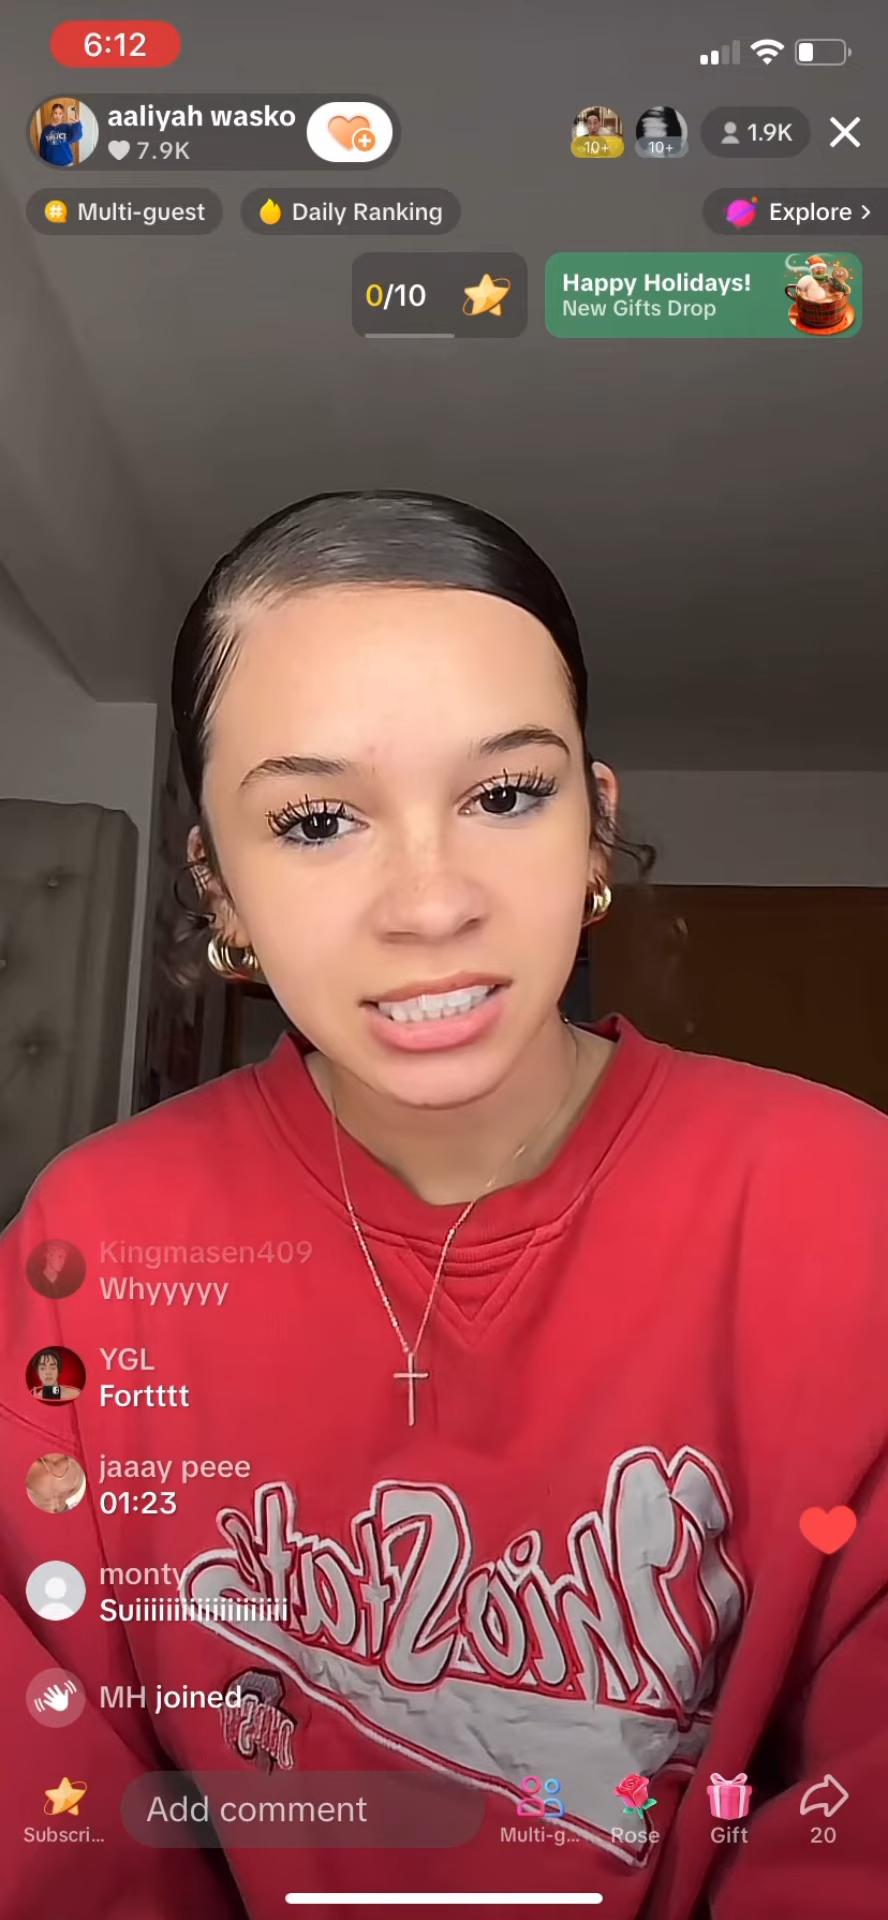 6:12
aaliyah wasko
7.9K
10+
10+
1.9K
Multi-guest
Daily Ranking
Explore >
0/10
Happy Holidays!
New Gifts Drop
Kingmasen409
Whyyyyy
YGL
Fortttt
jaaay peee
01:23
monty
Suiiiiiiiiiiiiiiiiiii
MH joined
Ohio State
Add comment
Subscri...
Multi-g...
Rose
Gift
20